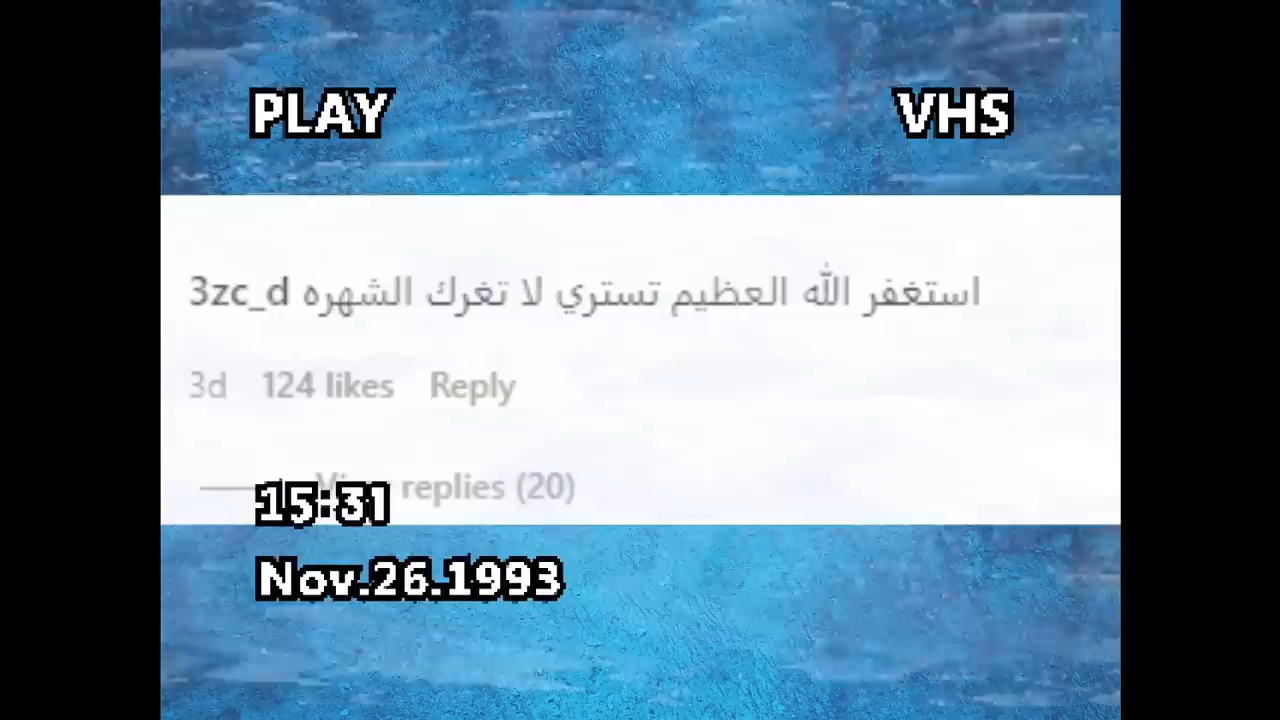 PLAY
VHS
3zc_d استغفر الله العظيم تستري لا تغرك الشهره
3d 124 likes Reply
View replies (20)
15:31
Nov.26.1993